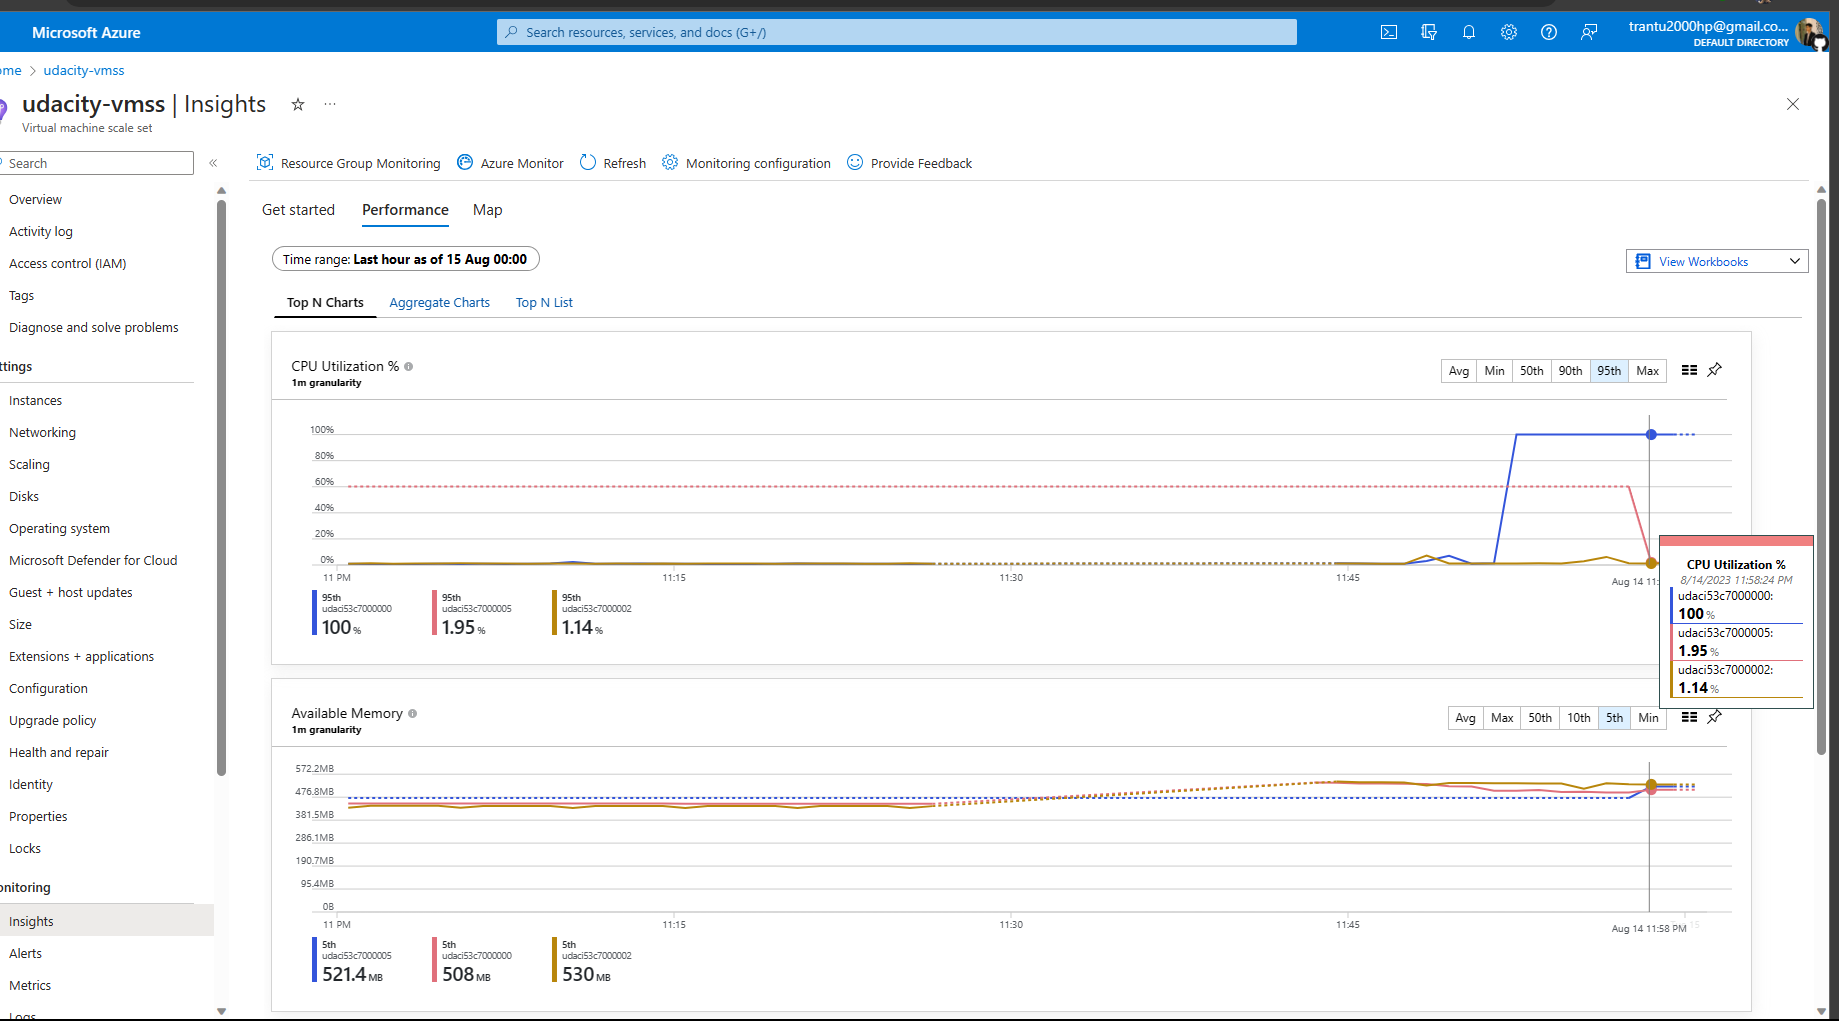 Microsoft Azure
Search resources, services, and docs (G+/)
trantu2000hp@gmail.co...
DEFAULT DIRECTORY
ome > udacity-vmss
udacity-vmss | Insights
Virtual machine scale set
Search
Resource Group Monitoring
Azure Monitor
Refresh
Monitoring configuration
Provide Feedback
Overview
Activity log
Access control (IAM)
Tags
Diagnose and solve problems
ttings
Instances
Networking
Scaling
Disks
Operating system
Microsoft Defender for Cloud
Guest + host updates
Size
Extensions + applications
Configuration
Upgrade policy
Health and repair
Identity
Properties
Locks
onitoring
Insights
Alerts
Metrics
Logs
Get started
Performance
Map
Time range: Last hour as of 15 Aug 00:00
View Workbooks
Top N Charts
Aggregate Charts
Top N List
CPU Utilization %
1m granularity
Avg
Min
50th
90th
95th
Max
100%
80%
60%
40%
20%
0%
11 PM
11:15
11:30
11:45
Aug 14 11:
95th
udaci53c7000000
100 %
95th
udaci53c7000005
1.95 %
95th
udaci53c7000002
1.14 %
CPU Utilization %
8/14/2023 11:58:24 PM
udaci53c7000000:
100 %
udaci53c7000005:
1.95 %
udaci53c7000002:
1.14 %
Available Memory
1m granularity
Avg
Max
50th
10th
5th
Min
572.2MB
476.8MB
381.5MB
286.1MB
190.7MB
95.4MB
0B
11 PM
11:15
11:30
11:45
Aug 14 11:58 PM
5th
udaci53c7000005
521.4 MB
5th
udaci53c7000000
508 MB
5th
udaci53c7000002
530 MB